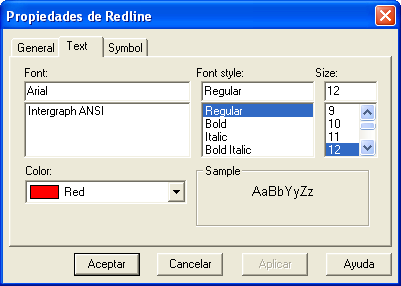 Propiedades de Redline
General Text Symbol
Font: Font style: Size:
Arial Regular 12
Intergraph ANSI Regular 9
Bold 10
Italic 11
Bold Italic 12
Color: Sample
Red AaBbYyZz
Aceptar Cancelar Aplicar Ayuda